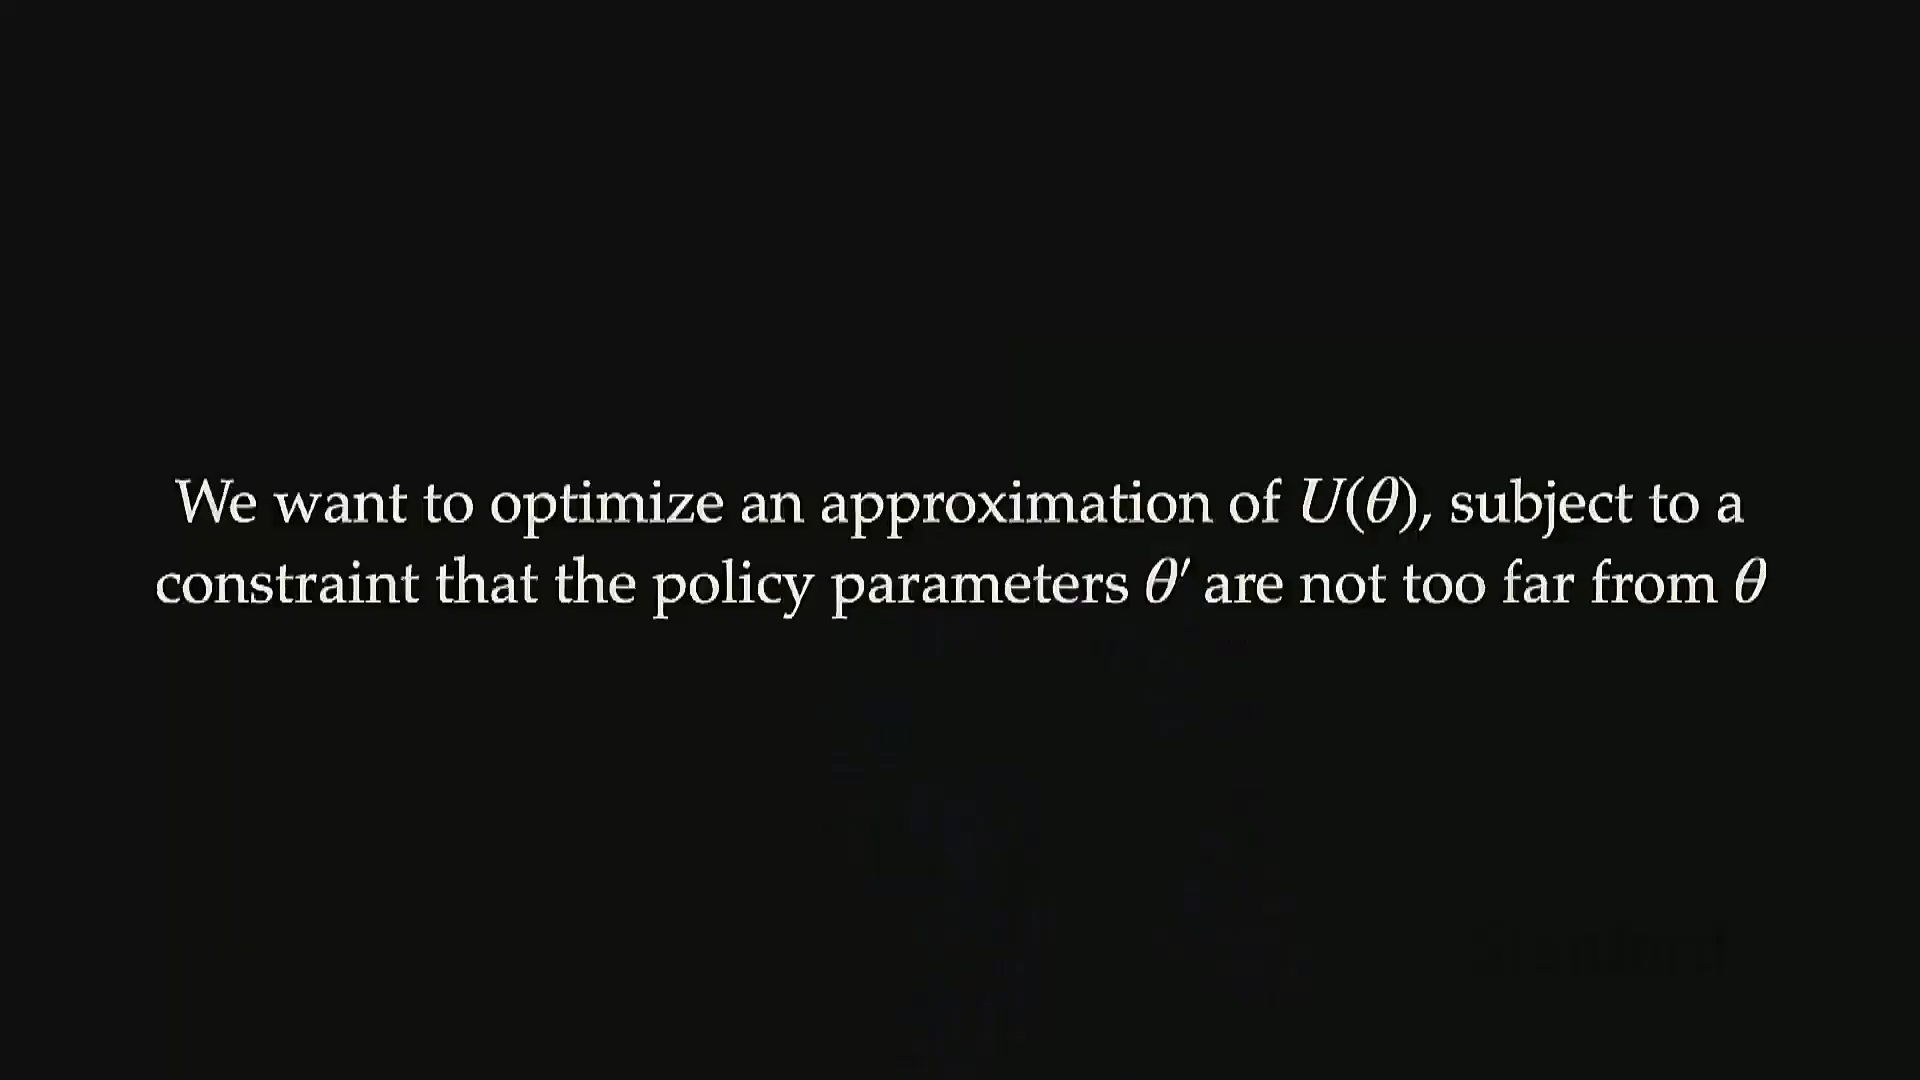 We want to optimize an approximation of U(θ), subject to a
constraint that the policy parameters θ′ are not too far from θ